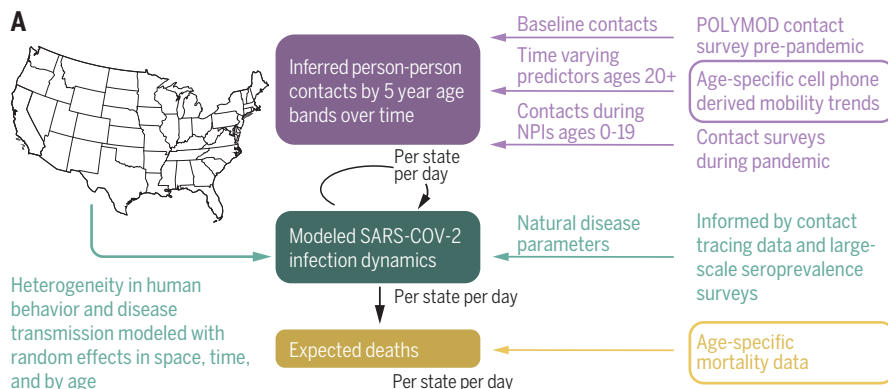 A
Baseline contacts
POLYMOD contact
survey pre-pandemic
Inferred person-person
contacts by 5 year age
bands over time
Time varying
predictors ages 20+
Age-specific cell phone
derived mobility trends
Contacts during
NPIs ages 0-19
Contact surveys
during pandemic
Per state
per day
Modeled SARS-COV-2
infection dynamics
Natural disease
parameters
Informed by contact
tracing data and large-
scale seroprevalence
surveys
Heterogeneity in human
behavior and disease
transmission modeled with
random effects in space, time,
and by age
Per state per day
Expected deaths
Age-specific
mortality data
Per state per day